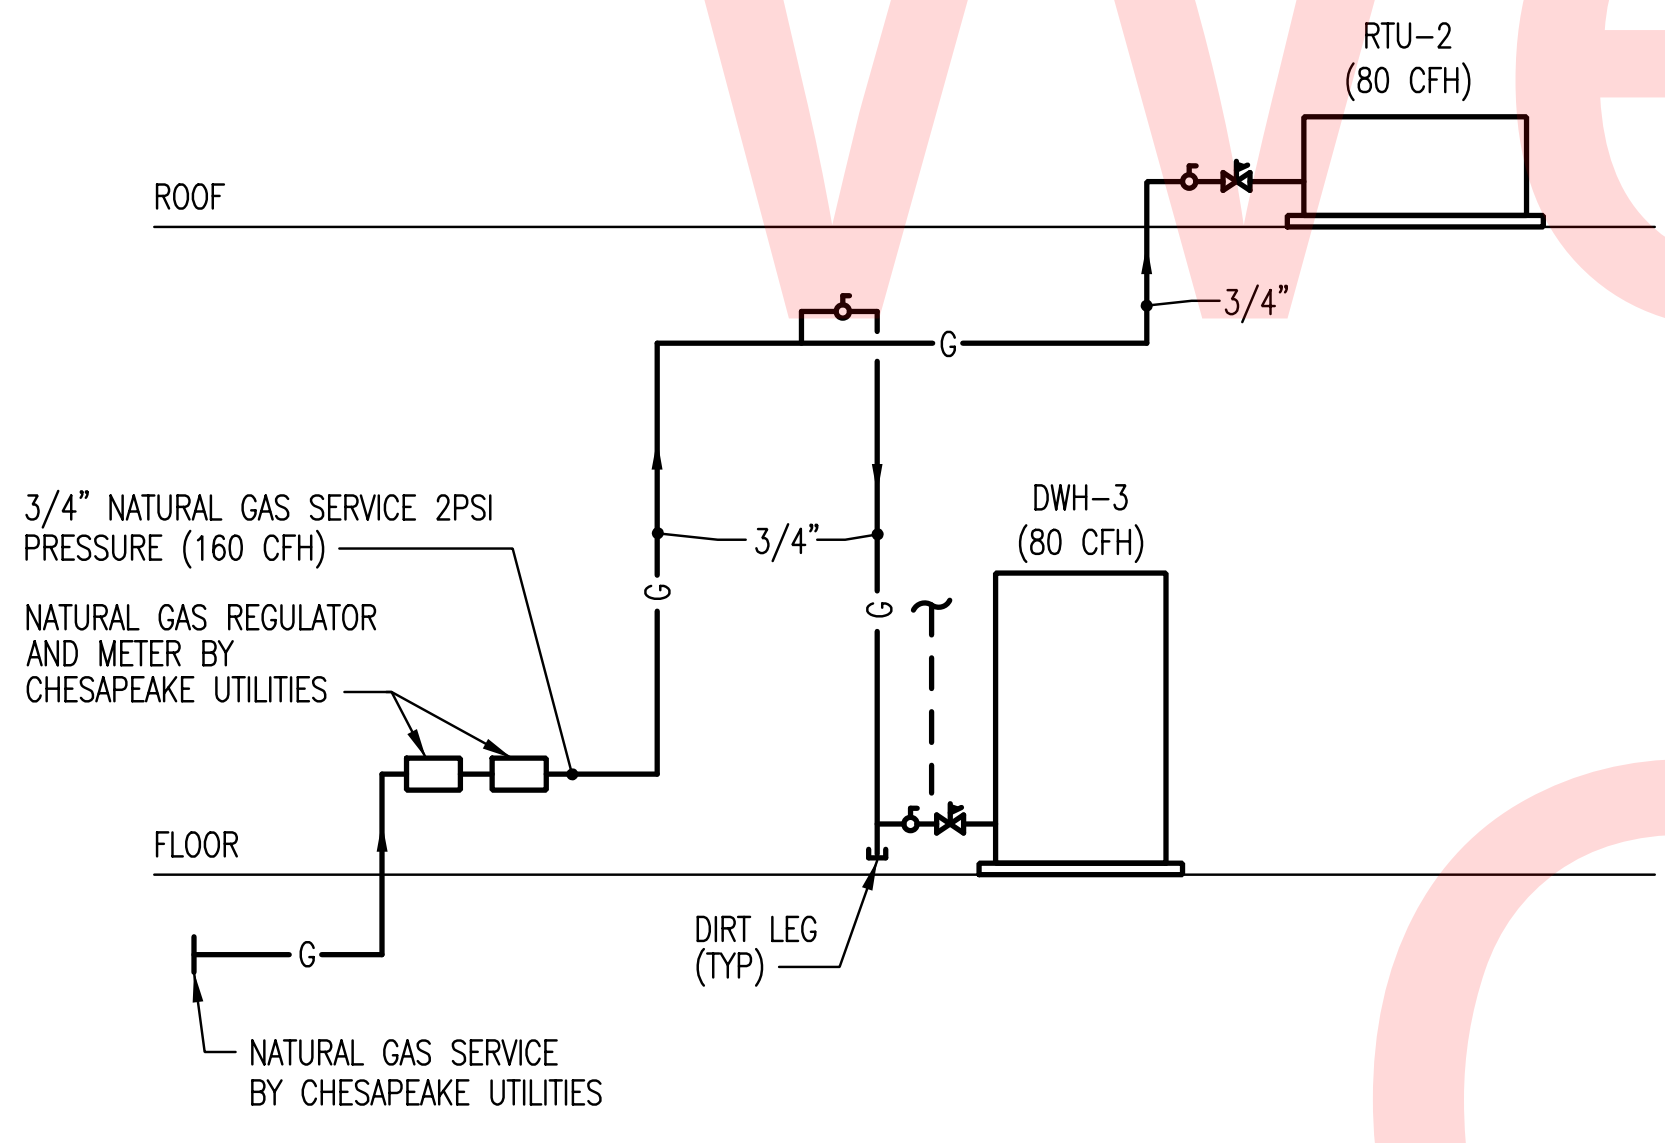 RTU-2
(80 CFH)
ROOF
3/4"
G
3/4" NATURAL GAS SERVICE 2PSI
PRESSURE (160 CFH)
3/4"
DWH-3
(80 CFH)
G
G
NATURAL GAS REGULATOR
AND METER BY
CHESAPEAKE UTILITIES
FLOOR
DIRT LEG
(TYP)
G
NATURAL GAS SERVICE
BY CHESAPEAKE UTILITIES